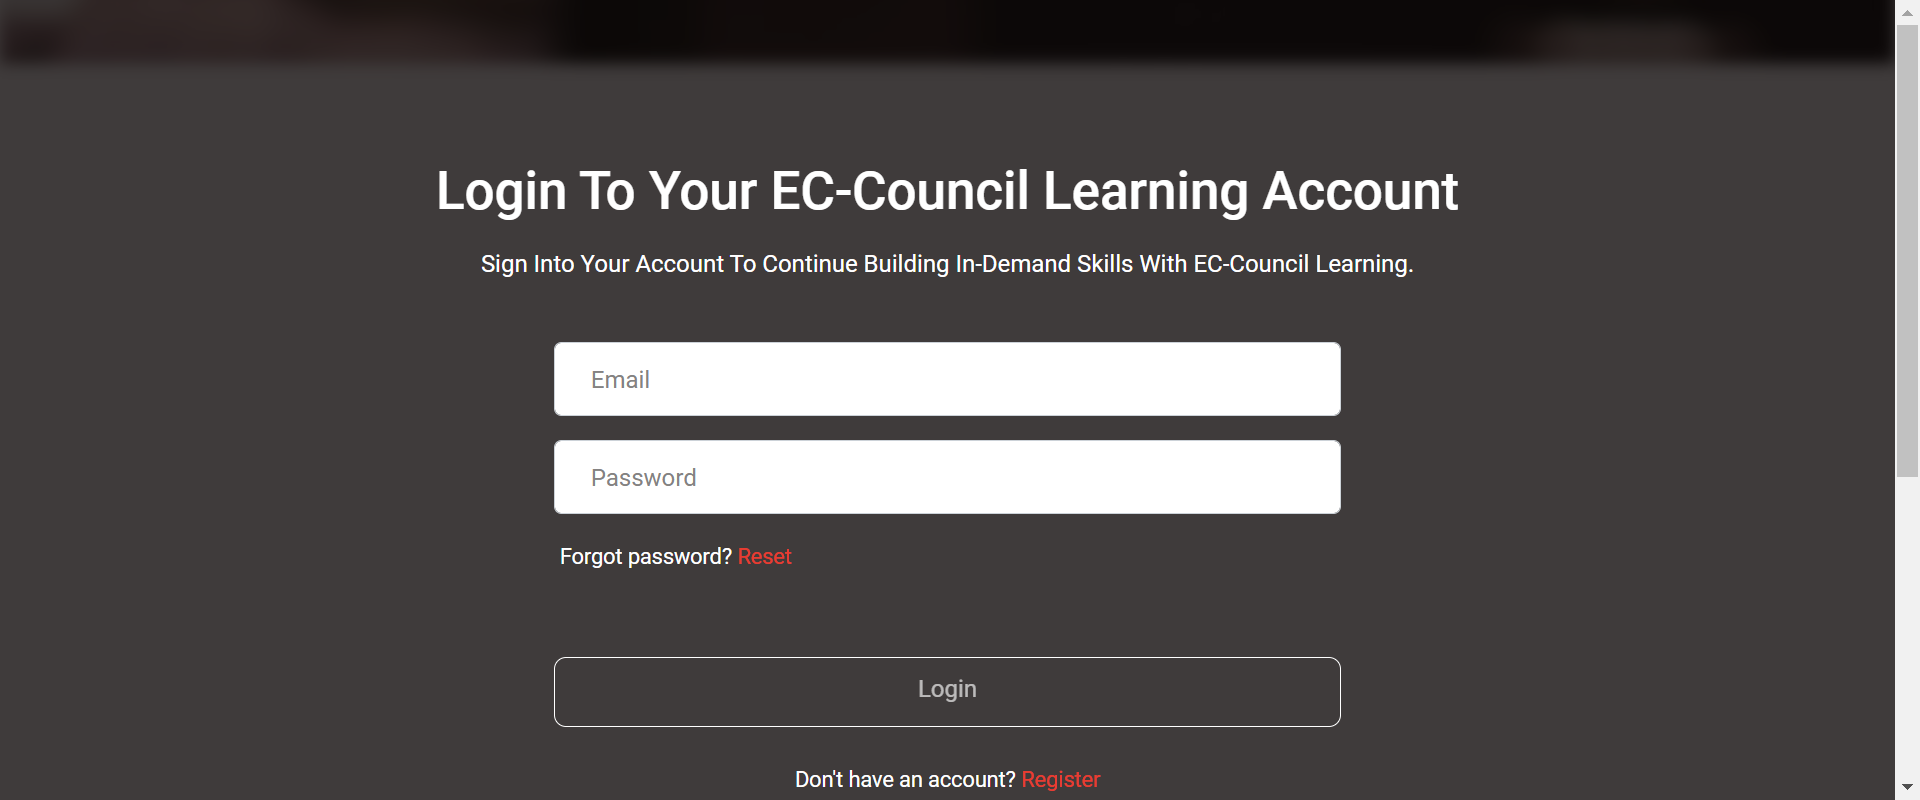 Login To Your EC-Council Learning Account
Sign Into Your Account To Continue Building In-Demand Skills With EC-Council Learning.
Email
Password
Forgot password? Reset
Login
Don't have an account? Register